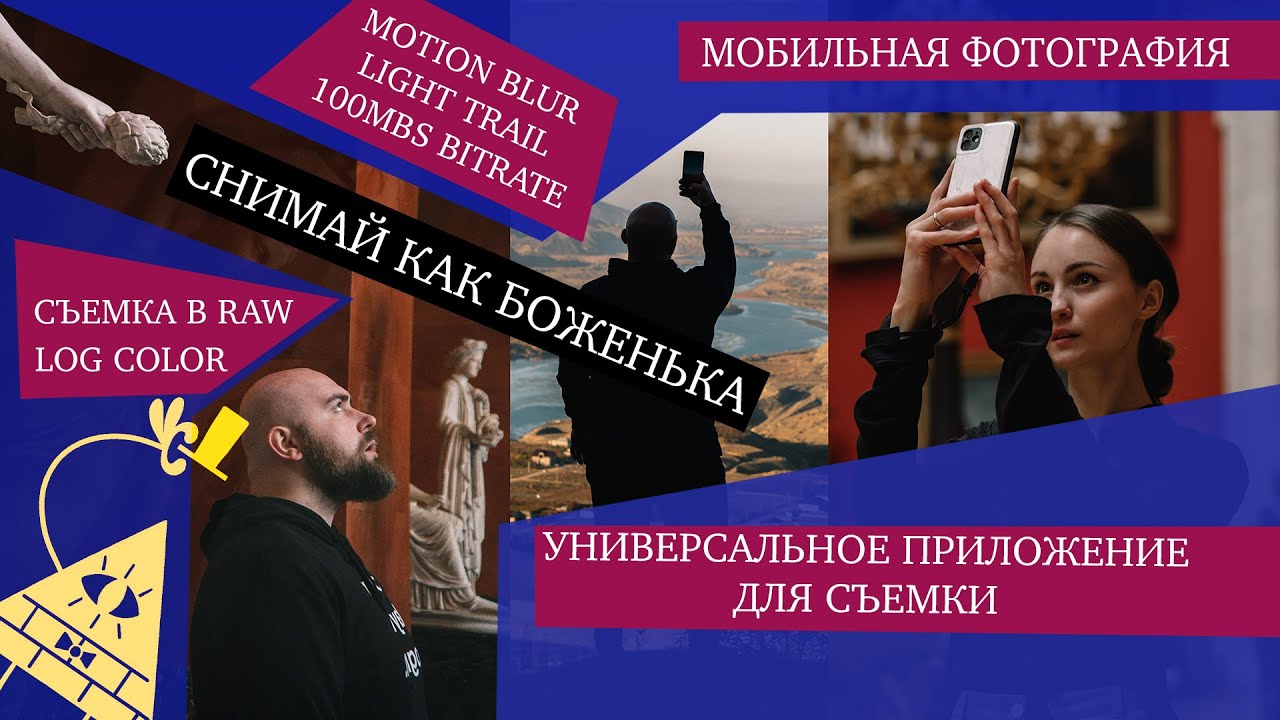 MOTION BLUR
LIGHT TRAIL
100MBS BITRATE
МОБИЛЬНАЯ ФОТОГРАФИЯ
СНИМАЙ КАК БОЖЕНЬКА
СЪЕМКА В RAW
LOG COLOR
УНИВЕРСАЛЬНОЕ ПРИЛОЖЕНИЕ
ДЛЯ СЪЕМКИ